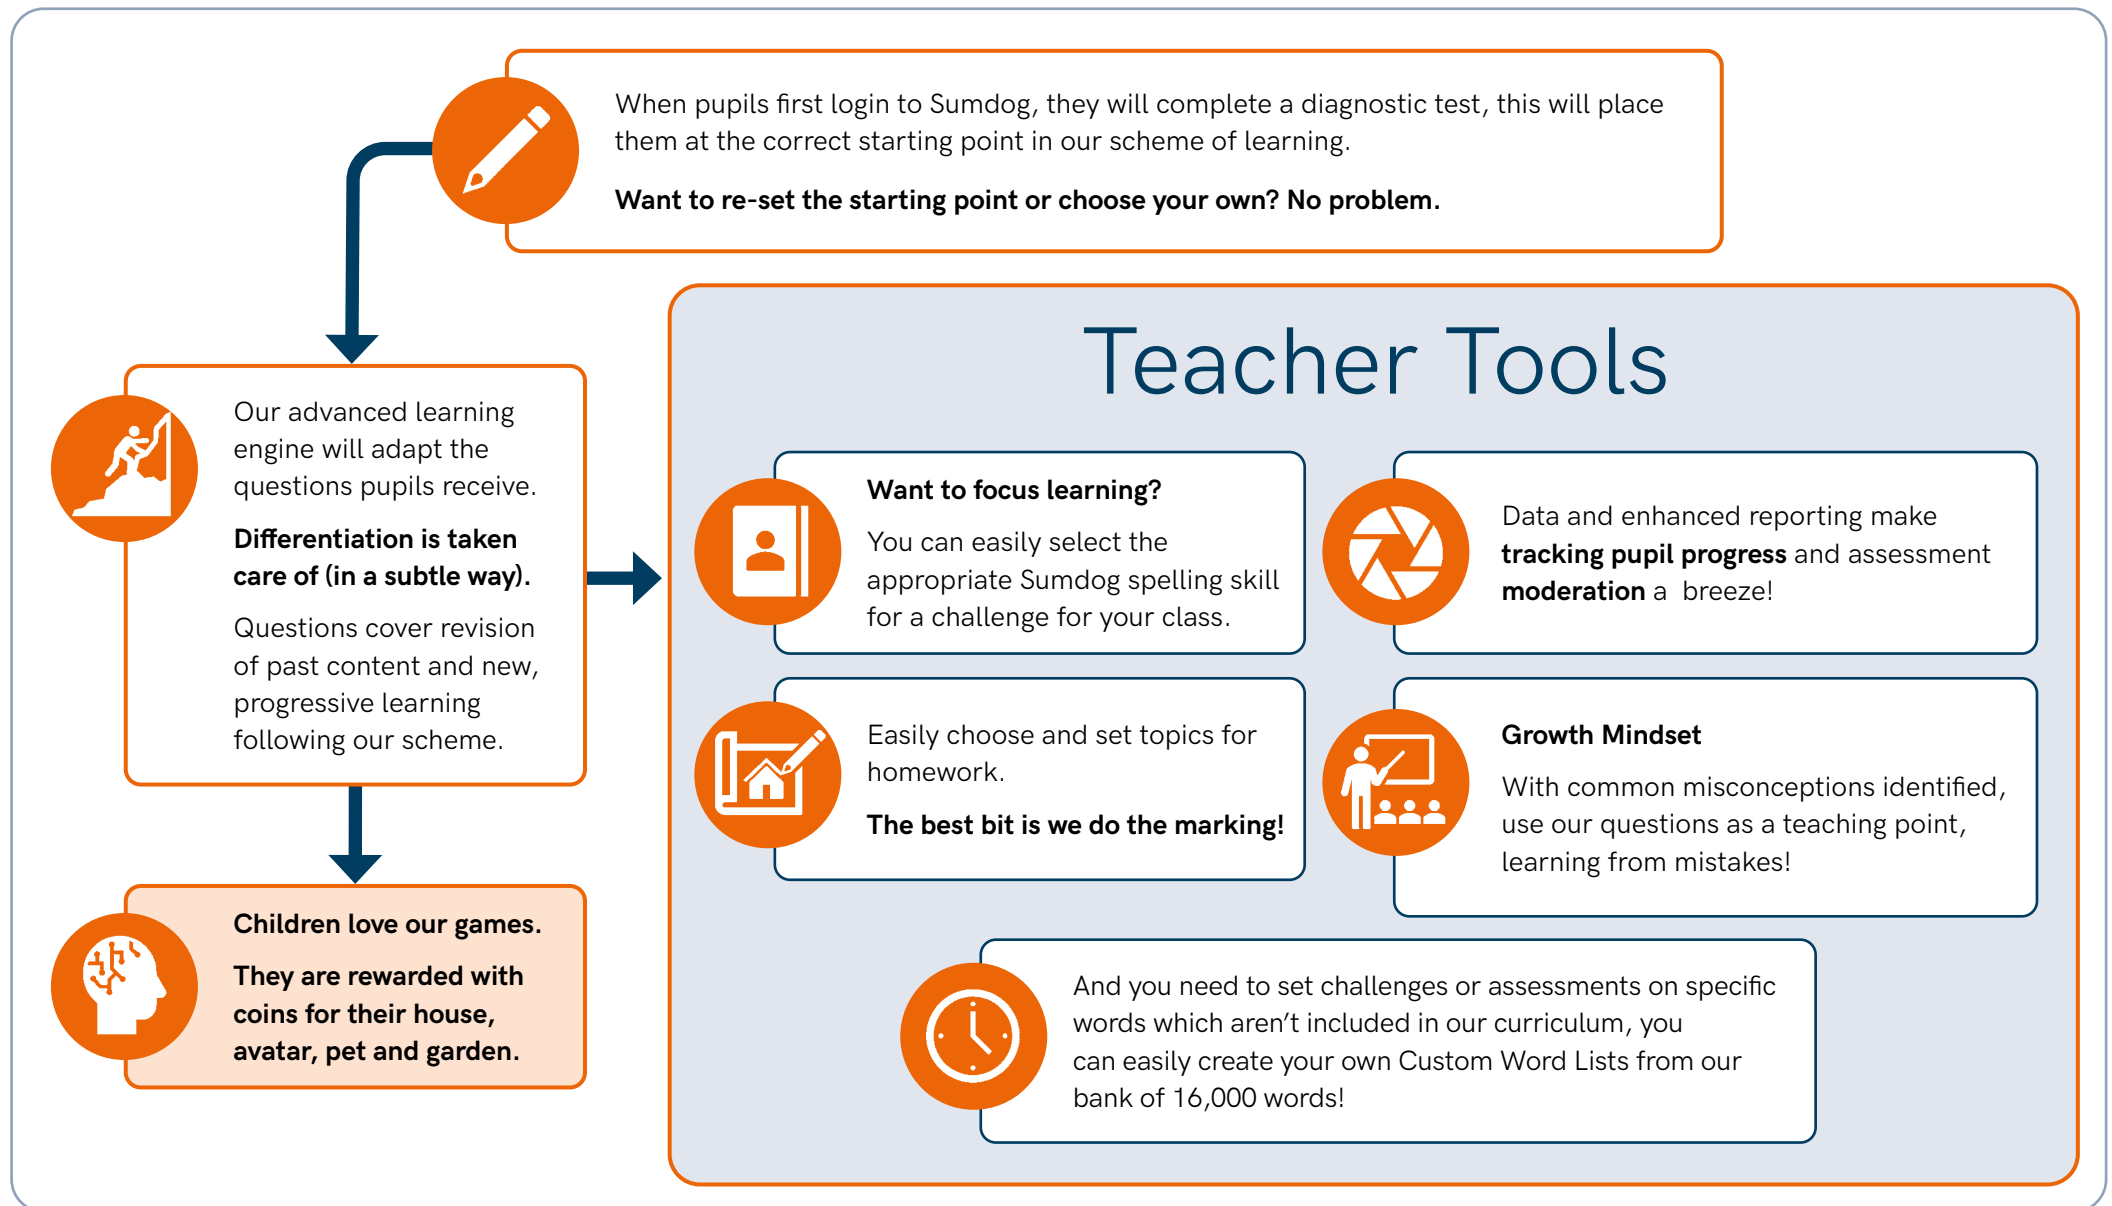 When pupils first login to Sumdog, they will complete a diagnostic test, this will place
them at the correct starting point in our scheme of learning.
Want to re-set the starting point or choose your own? No problem.
Our advanced learning
engine will adapt the
questions pupils receive.
Differentiation is taken
care of (in a subtle way).
Questions cover revision
of past content and new,
progressive learning
following our scheme.
Children love our games.
They are rewarded with
coins for their house,
avatar, pet and garden.
Teacher Tools
Want to focus learning?
You can easily select the
appropriate Sumdog spelling skill
for a challenge for your class.
Data and enhanced reporting make
tracking pupil progress and assessment
moderation a  breeze!
Easily choose and set topics for
homework.
The best bit is we do the marking!
Growth Mindset
With common misconceptions identified,
use our questions as a teaching point,
learning from mistakes!
And you need to set challenges or assessments on specific
words which aren’t included in our curriculum, you
can easily create your own Custom Word Lists from our
bank of 16,000 words!